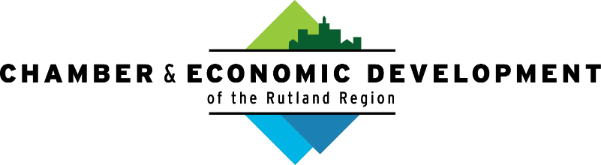 CHAMBER & ECONOMIC DEVELOPMENT
of the Rutland Region